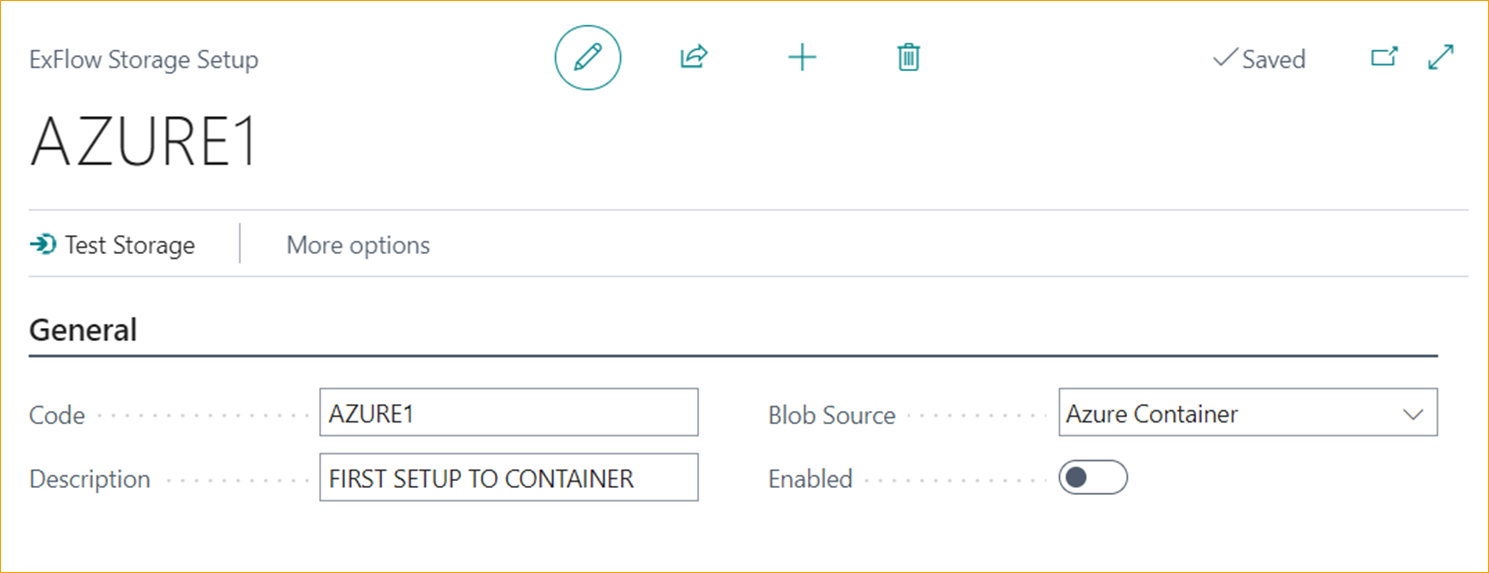 ExFlow Storage Setup
Saved
AZURE1
Test Storage
More options
General
Code AZURE1
Blob Source Azure Container
Description FIRST SETUP TO CONTAINER
Enabled